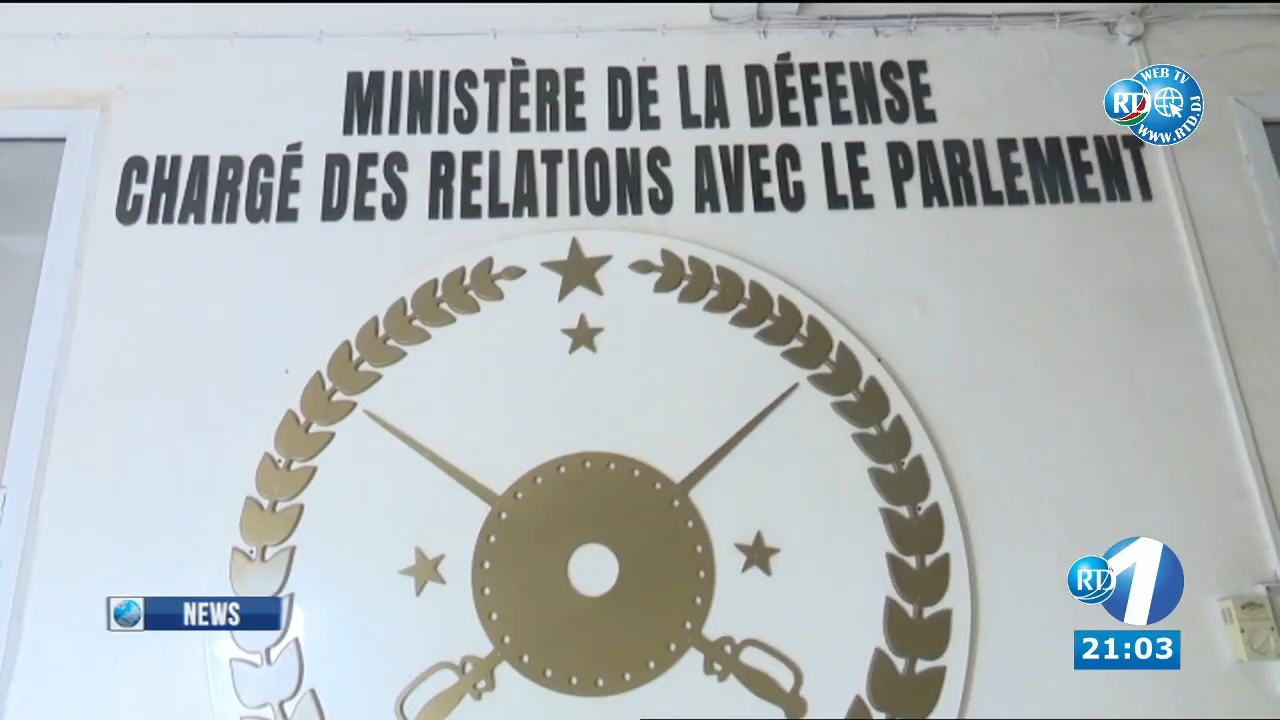 MINISTÈRE DE LA DÉFENSE
CHARGÉ DES RELATIONS AVEC LE PARLEMENT
WEB TV
RTD
WWW.RTD.DJ
NEWS
RTD 1
21:03